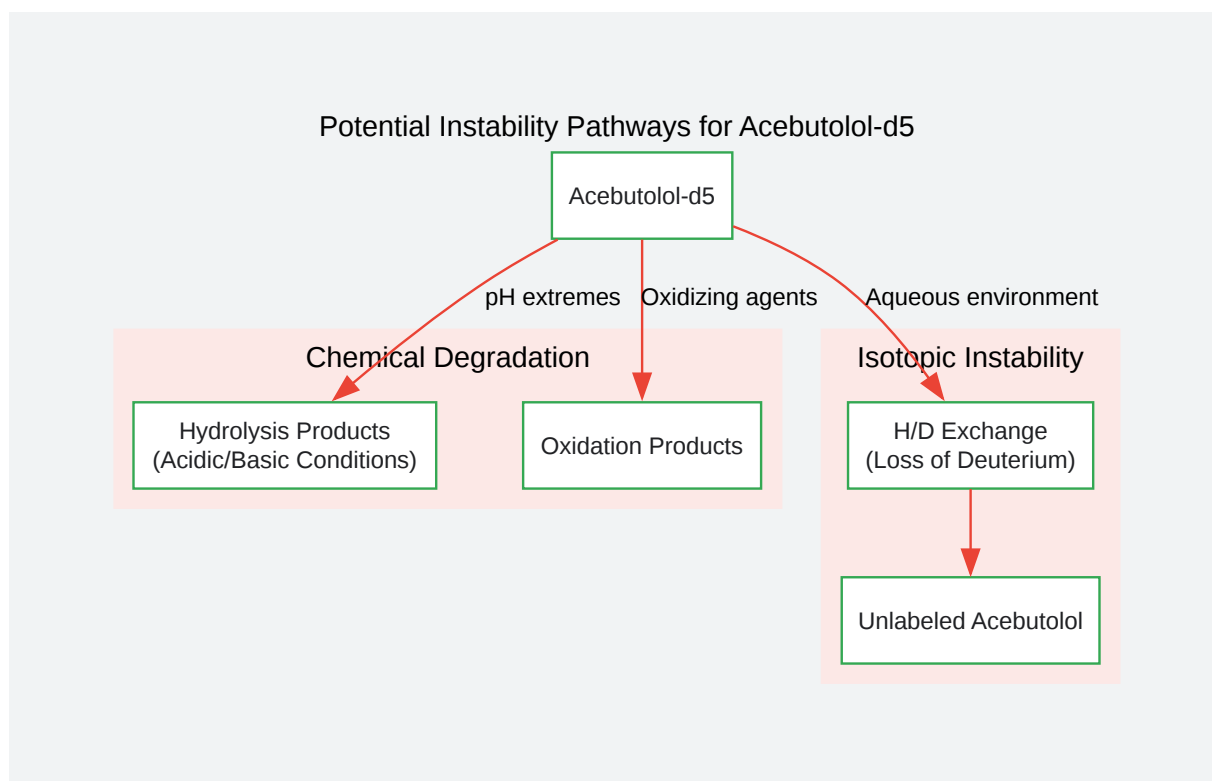 Potential Instability Pathways for Acebutolol-d5
Acebutolol-d5
pH extremes
Oxidizing agents
Aqueous environment
Chemical Degradation
Isotopic Instability
Hydrolysis Products
(Acidic/Basic Conditions)
Oxidation Products
H/D Exchange
(Loss of Deuterium)
Unlabeled Acebutolol